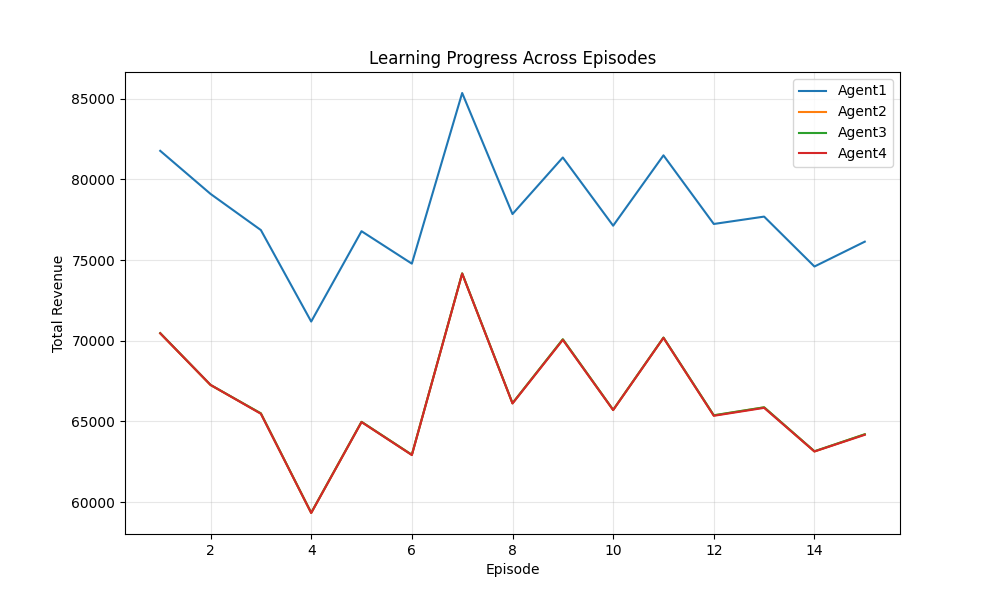 Learning Progress Across Episodes
Agent1
Agent2
Agent3
Agent4
85000
80000
75000
70000
65000
60000
Total Revenue
2 4 6 8 10 12 14
Episode